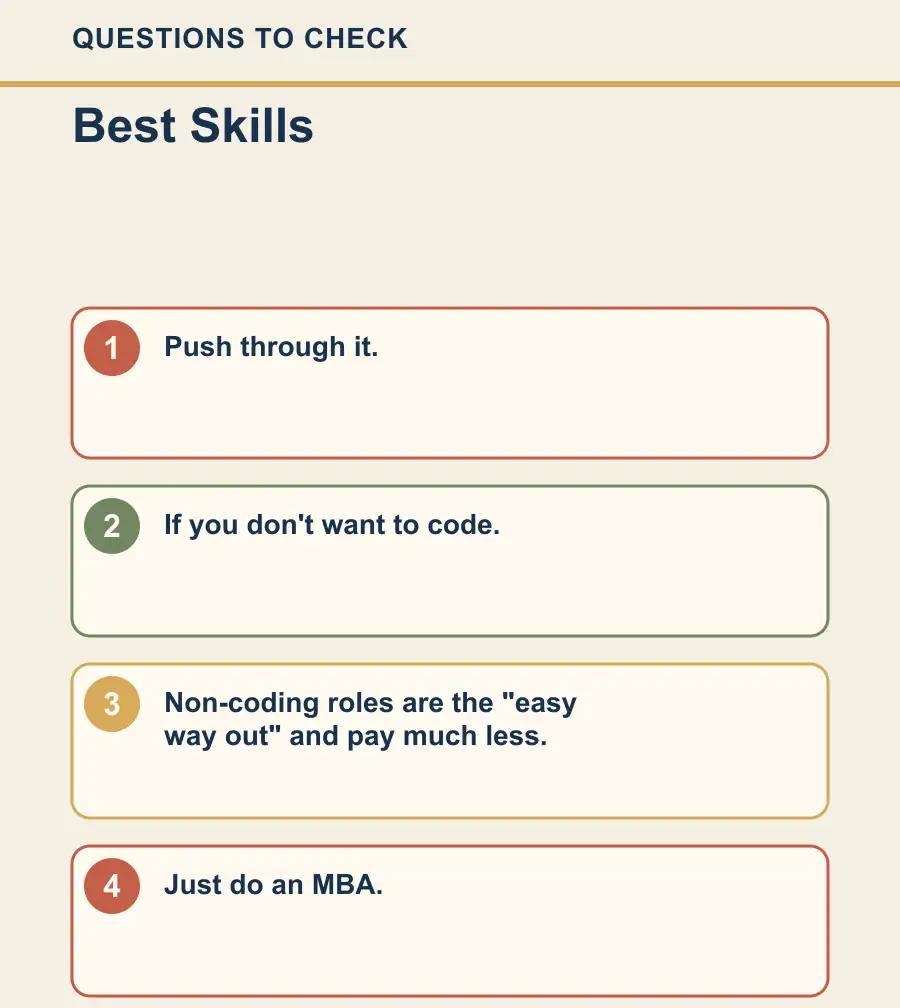 QUESTIONS TO CHECK
Best Skills
1
Push through it.
2
If you don't want to code.
3
Non-coding roles are the "easy
way out" and pay much less.
4
Just do an MBA.